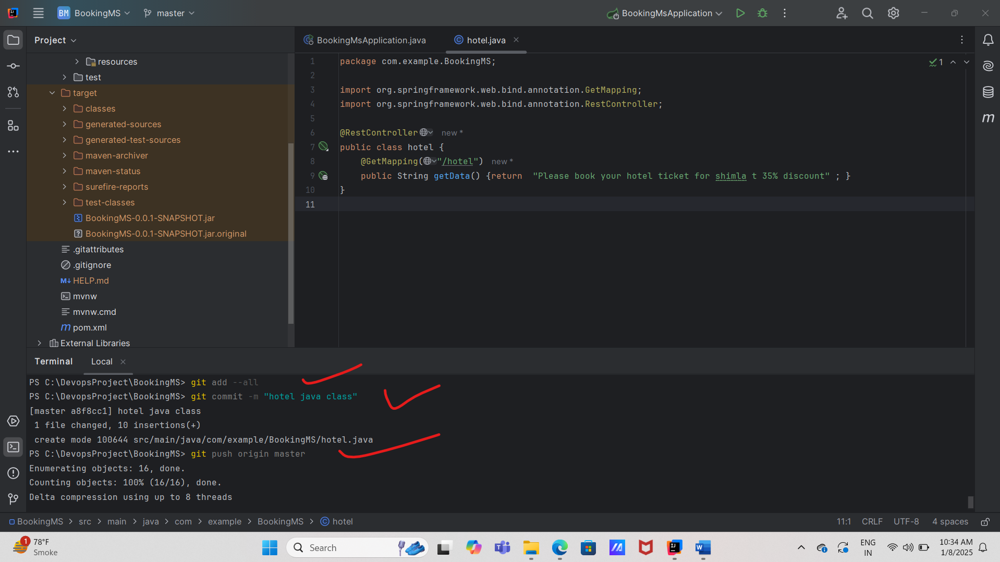 BM BookingMS master BookingMsApplication
Project
BookingMsApplication.java hotel.java
resources
test
target
classes
generated-sources
generated-test-sources
maven-archiver
maven-status
surefire-reports
test-classes
BookingMS-0.0.1-SNAPSHOT.jar
BookingMS-0.0.1-SNAPSHOT.jar.original
.gitattributes
.gitignore
M↓ HELP.md
mvnw
mvnw.cmd
m pom.xml
External Libraries
1 package com.example.BookingMS;
2
3 import org.springframework.web.bind.annotation.GetMapping;
4 import org.springframework.web.bind.annotation.RestController;
5
6 @RestController new *
7 public class hotel {
8 @GetMapping("/hotel") new *
9 public String getData() {return "Please book your hotel ticket for shimla t 35% discount" ; }
10 }
11
1
m
Terminal Local
PS C:\DevopsProject\BookingMS> git add --all
PS C:\DevopsProject\BookingMS> git commit -m "hotel java class"
[master a8f8cc1] hotel java class
1 file changed, 10 insertions(+)
create mode 100644 src/main/java/com/example/BookingMS/hotel.java
PS C:\DevopsProject\BookingMS> git push origin master
Enumerating objects: 16, done.
Counting objects: 100% (16/16), done.
Delta compression using up to 8 threads
BookingMS > src > main > java > com > example > BookingMS > hotel
11:1 CRLF UTF-8 4 spaces
1 78°F
Smoke
Search
ENG
IN
10:34 AM
1/8/2025